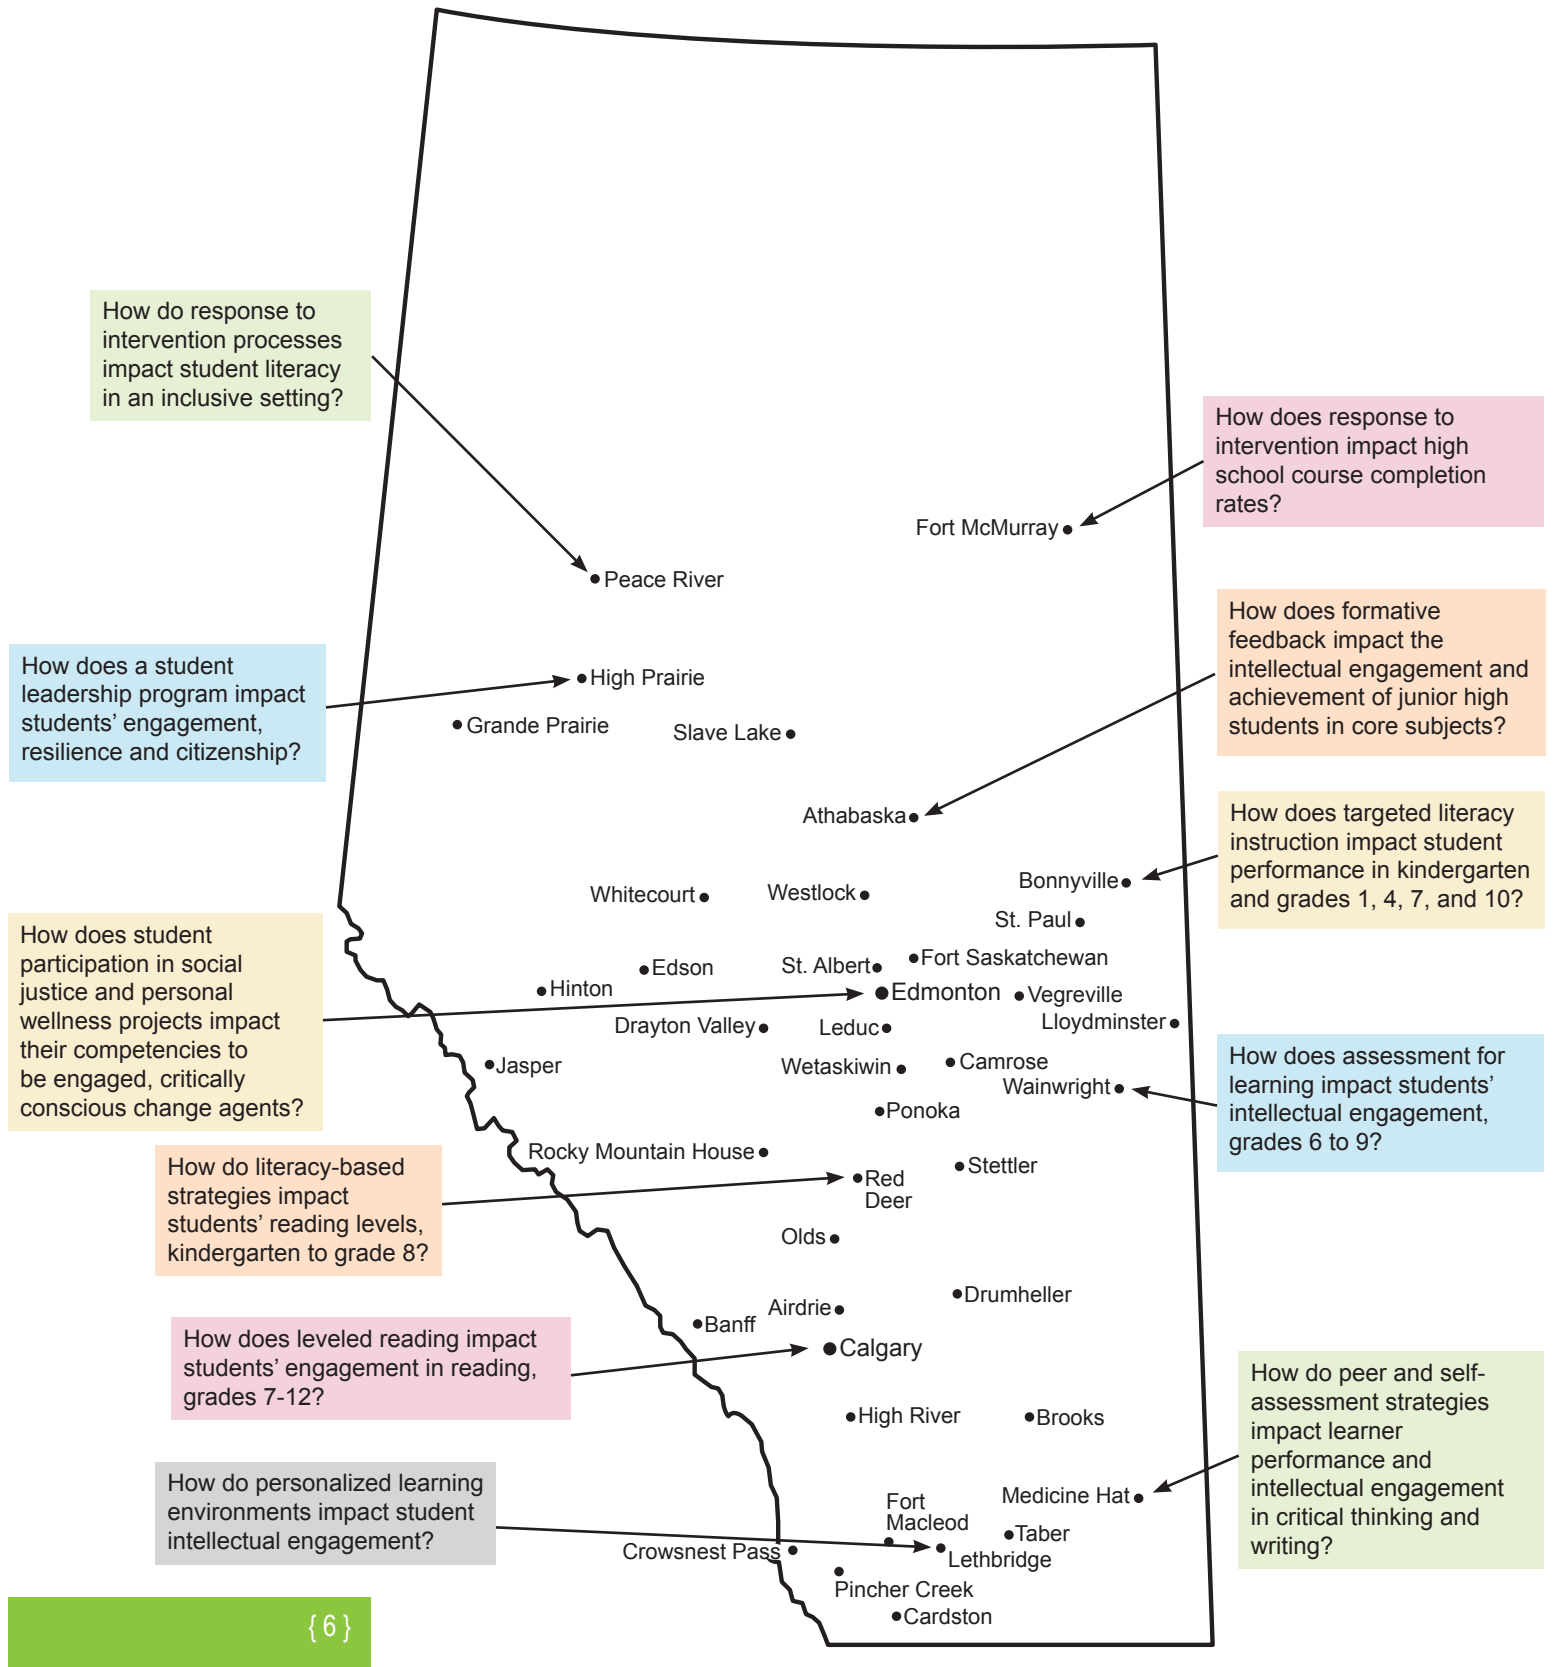 How do response to
intervention processes
impact student literacy
in an inclusive setting?
How does response to
intervention impact high
school course completion
rates?
Fort McMurray
Peace River
How does formative
feedback impact the
intellectual engagement and
achievement of junior high
students in core subjects?
How does a student
leadership program impact
students’ engagement,
resilience and citizenship?
High Prairie
Grande Prairie
Slave Lake
Athabaska
How does targeted literacy
instruction impact student
performance in kindergarten
and grades 1, 4, 7, and 10?
Bonnyville
Whitecourt
Westlock
St. Paul
How does student
participation in social
justice and personal
wellness projects impact
their competencies to
be engaged, critically
conscious change agents?
Edson
St. Albert
Fort Saskatchewan
Hinton
Edmonton
Vegreville
Lloydminster
Drayton Valley
Leduc
Jasper
Wetaskiwin
Camrose
Wainwright
How does assessment for
learning impact students’
intellectual engagement,
grades 6 to 9?
Ponoka
Rocky Mountain House
Stettler
How do literacy-based
strategies impact
students’ reading levels,
kindergarten to grade 8?
Red
Deer
Olds
Drumheller
Airdrie
Banff
Calgary
How does leveled reading impact
students’ engagement in reading,
grades 7-12?
High River
Brooks
How do peer and self-
assessment strategies
impact learner
performance and
intellectual engagement
in critical thinking and
writing?
How do personalized learning
environments impact student
intellectual engagement?
Medicine Hat
Fort
Macleod
Taber
Crowsnest Pass
Lethbridge
Pincher Creek
Cardston
{ 6 }